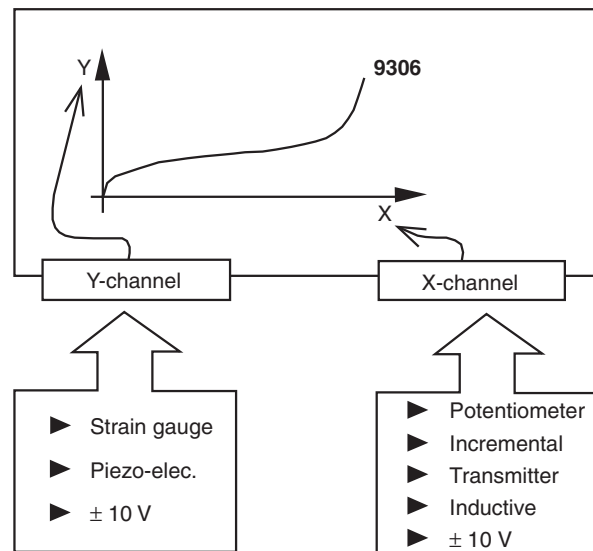 Y
9306
X
Y-channel
X-channel
Strain gauge
Piezo-elec.
± 10 V
Potentiometer
Incremental
Transmitter
Inductive
± 10 V